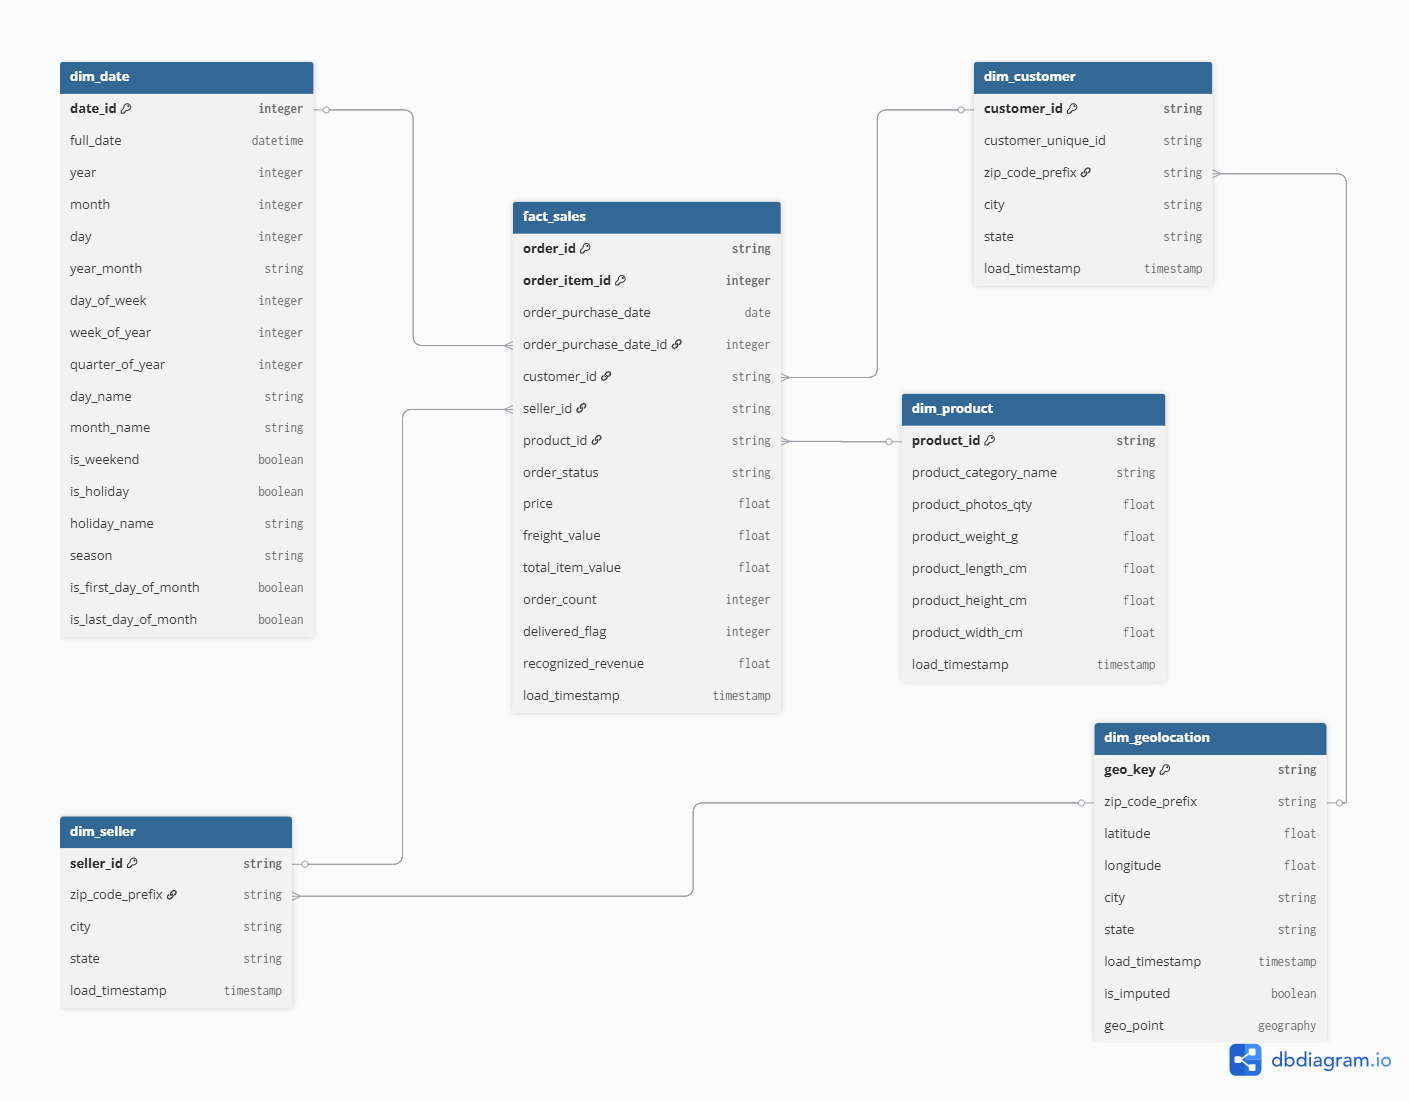 dim_date
date_id integer
full_date datetime
year integer
month integer
day integer
year_month string
day_of_week integer
week_of_year integer
quarter_of_year integer
day_name string
month_name string
is_weekend boolean
is_holiday boolean
holiday_name string
season string
is_first_day_of_month boolean
is_last_day_of_month boolean
fact_sales
order_id string
order_item_id integer
order_purchase_date date
order_purchase_date_id integer
customer_id string
seller_id string
product_id string
order_status string
price float
freight_value float
total_item_value float
order_count integer
delivered_flag integer
recognized_revenue float
load_timestamp timestamp
dim_customer
customer_id string
customer_unique_id string
zip_code_prefix string
city string
state string
load_timestamp timestamp
dim_product
product_id string
product_category_name string
product_photos_qty float
product_weight_g float
product_length_cm float
product_height_cm float
product_width_cm float
load_timestamp timestamp
dim_seller
seller_id string
zip_code_prefix string
city string
state string
load_timestamp timestamp
dim_geolocation
geo_key string
zip_code_prefix string
latitude float
longitude float
city string
state string
load_timestamp timestamp
is_imputed boolean
geo_point geography
dbdiagram.io